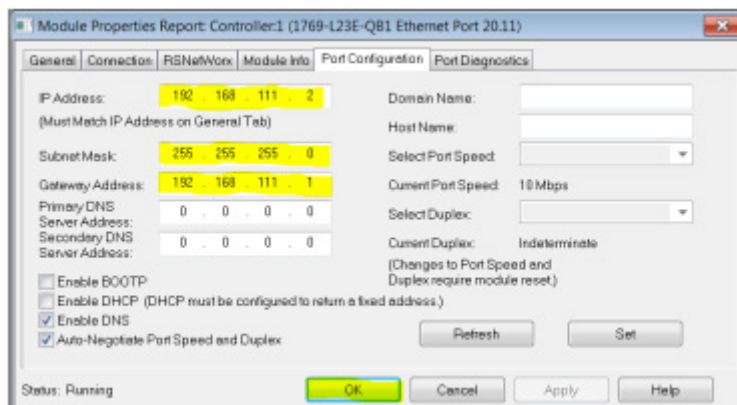 Module Properties Report: Controller:1 (1769-L23E-QB1 Ethernet Port 20.11)
General Connection RSNetWorx Module Info Port Configuration Port Diagnostics
IP Address: 192 . 168 . 111 . 2
(Must Match IP Address on General Tab)
Subnet Mask: 255 . 255 . 255 . 0
Gateway Address: 192 . 168 . 111 . 1
Primary DNS
Server Address: 0 . 0 . 0 . 0
Secondary DNS
Server Address: 0 . 0 . 0 . 0
Enable BOOTP
Enable DHCP (DHCP must be configured to return a fixed address.)
Enable DNS
Auto-Negotiate Port Speed and Duplex
Domain Name:
Host Name:
Select Port Speed:
Current Port Speed: 10 Mbps
Select Duplex:
Current Duplex: Indeterminate
(Changes to Port Speed and
Duplex require module reset.)
Refresh Set
Status: Running OK Cancel Apply Help